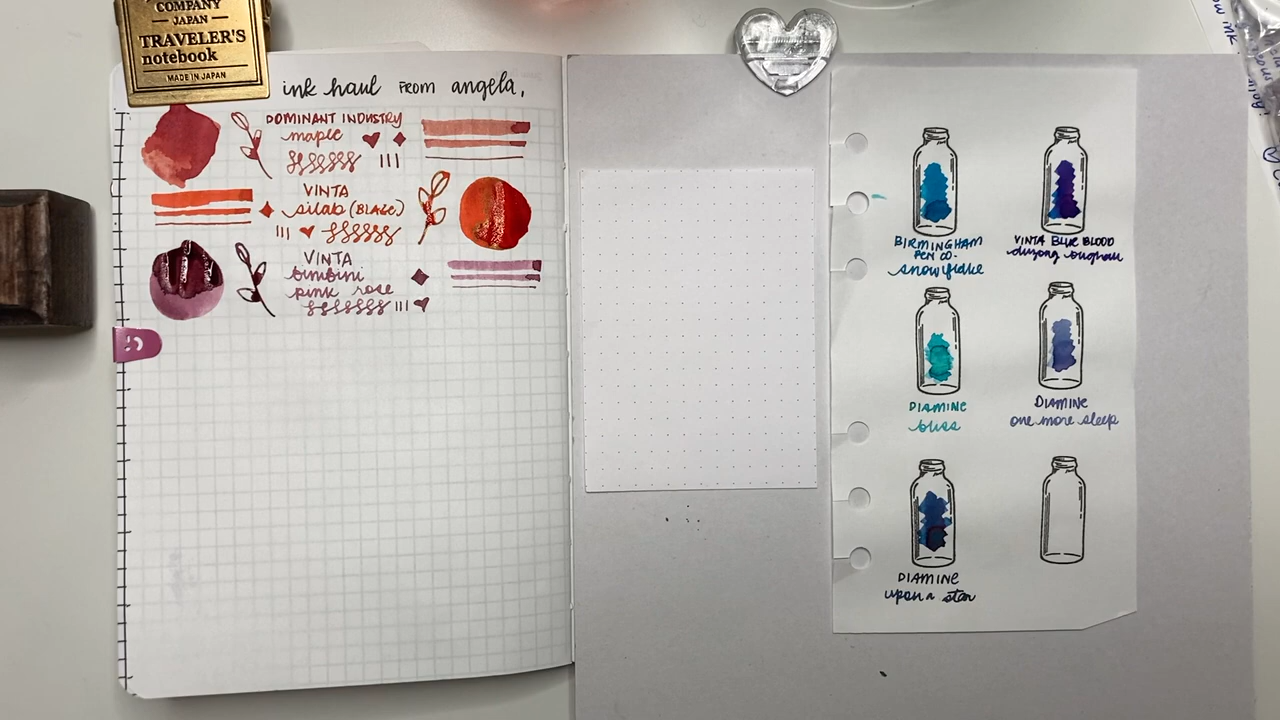 COMPANY
JAPAN
TRAVELER'S
notebook
MADE IN JAPAN
ink haul FROM angela,
DOMINANT INDUSTRY
maple
VINTA
silab (BLAZE)
VINTA
bimbini
pink rose
BIRMINGHAM
PEN CO.
snowflake
VINTA BLUE BLOOD
dugong bughaw
DIAMINE
bliss
DIAMINE
one more sleep
DIAMINE
upon a star